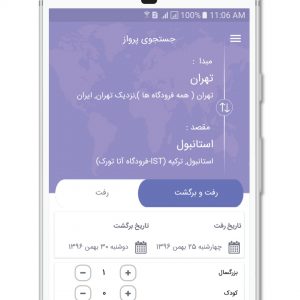 100% 11:06 AM
جستجوی پرواز
مبدا :
تهران
تهران ( همه فرودگاه ها )،نزدیک تهران, ایران
مقصد :
استانبول
استانبول, ترکیه (IST-فرودگاه آتا تورک)
رفت و برگشت
رفت
تاریخ رفت
تاریخ برگشت
چهارشنبه ۲۵ بهمن ۱۳۹۶
دوشنبه ۳۰ بهمن ۱۳۹۶
بزرگسال
+ ۱ −
کودک
+ ۰ −